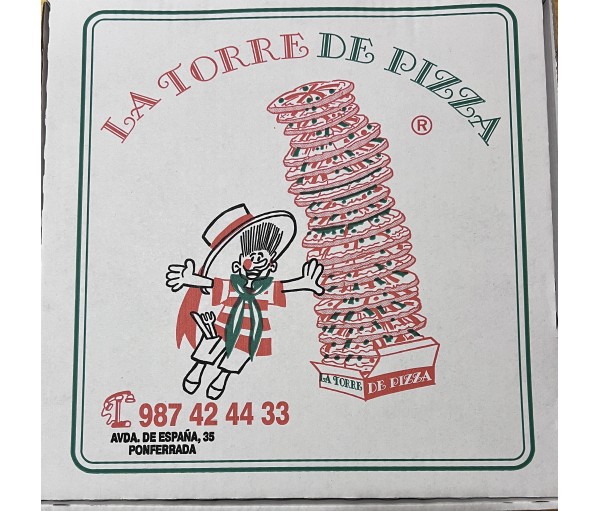 LA TORRE DE PIZZA
®
LA TORRE DE PIZZA
987 42 44 33
AVDA. DE ESPAÑA, 35
PONFERRADA